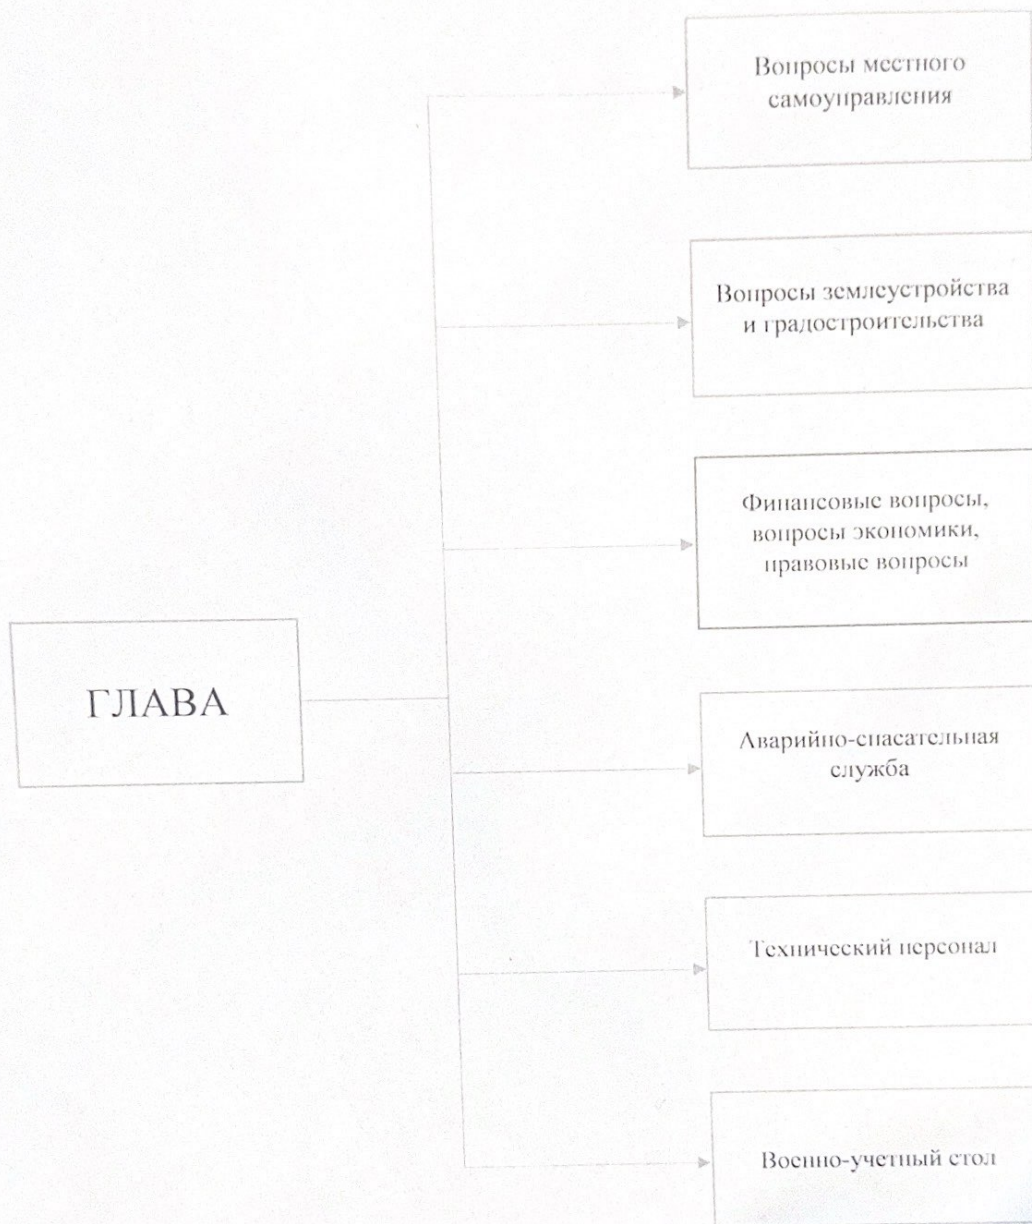 Вопросы местного
самоуправления
Вопросы землеустройства
и градостроительства
Финансовые вопросы,
вопросы экономики,
правовые вопросы
ГЛАВА
Аварийно-спасательная
служба
Технический персонал
Военно-учетный стол